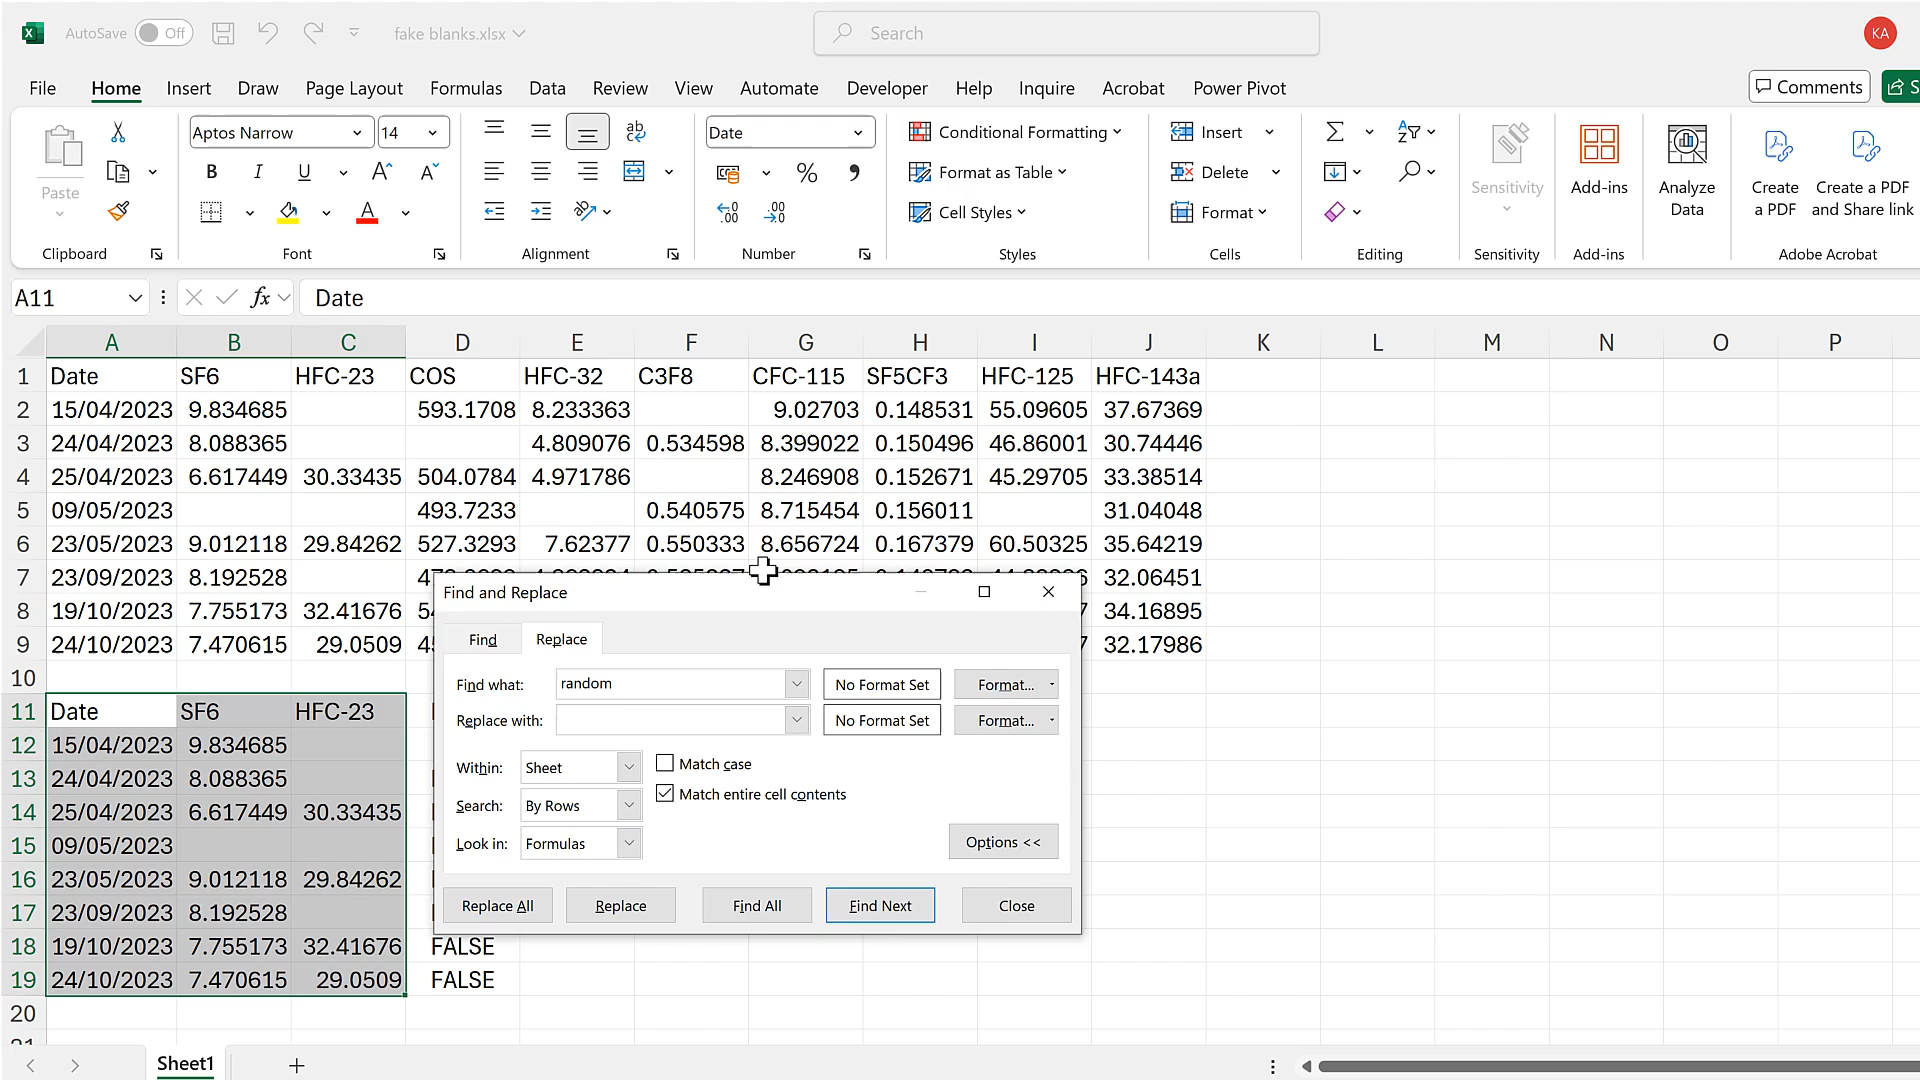 AutoSave Off fake blanks.xlsx Search KA
File Home Insert Draw Page Layout Formulas Data Review View Automate Developer Help Inquire Acrobat Power Pivot Comments
Paste
Aptos Narrow 14
B I U
Date
Conditional Formatting
Format as Table
Cell Styles
Insert
Delete
Format
Sensitivity
Add-ins
Analyze
Data
Create
a PDF
Create a PDF
and Share link
Clipboard Font Alignment Number Styles Cells Editing Sensitivity Add-ins Adobe Acrobat
A11 fx Date
A B C D E F G H I J K L M N O P
1 Date SF6 HFC-23 COS HFC-32 C3F8 CFC-115 SF5CF3 HFC-125 HFC-143a
2 15/04/2023 9.834685 593.1708 8.233363 9.02703 0.148531 55.09605 37.67369
3 24/04/2023 8.088365 4.809076 0.534598 8.399022 0.150496 46.86001 30.74446
4 25/04/2023 6.617449 30.33435 504.0784 4.971786 8.246908 0.152671 45.29705 33.38514
5 09/05/2023 493.7233 0.540575 8.715454 0.156011 31.04048
6 23/05/2023 9.012118 29.84262 527.3293 7.62377 0.550333 8.656724 0.167379 60.50325 35.64219
7 23/09/2023 8.192528 32.06451
8 19/10/2023 7.755173 32.41676 34.16895
9 24/10/2023 7.470615 29.0509 32.17986
10
11 Date SF6 HFC-23
12 15/04/2023 9.834685
13 24/04/2023 8.088365
14 25/04/2023 6.617449 30.33435
15 09/05/2023
16 23/05/2023 9.012118 29.84262
17 23/09/2023 8.192528
18 19/10/2023 7.755173 32.41676 FALSE
19 24/10/2023 7.470615 29.0509 FALSE
20
Find and Replace
Find Replace
Find what: random No Format Set Format...
Replace with: No Format Set Format...
Within: Sheet Match case
Search: By Rows Match entire cell contents
Look in: Formulas Options <<
Replace All Replace Find All Find Next Close
Sheet1